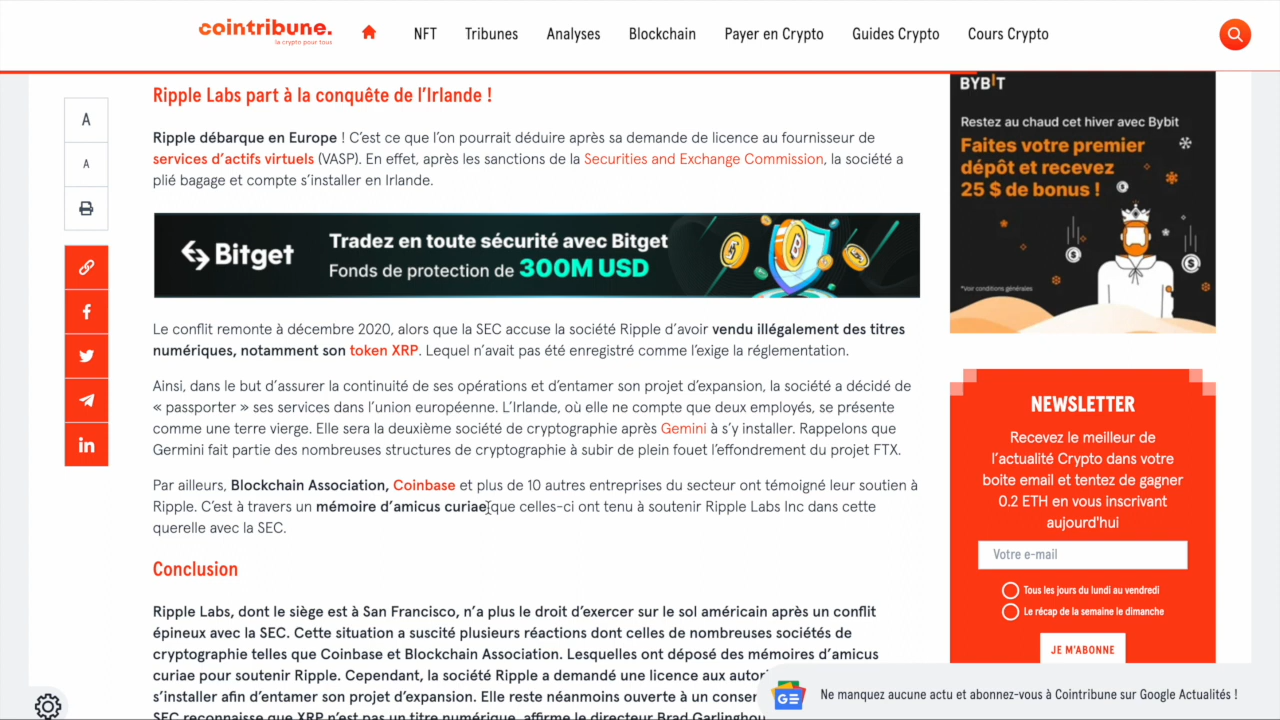 cointribune.
la crypto pour tous
NFT
Tribunes
Analyses
Blockchain
Payer en Crypto
Guides Crypto
Cours Crypto
A
A
Ripple Labs part à la conquête de l'Irlande !
Ripple débarque en Europe ! C'est ce que l'on pourrait déduire après sa demande de licence au fournisseur de
services d'actifs virtuels (VASP). En effet, après les sanctions de la Securities and Exchange Commission, la société a
plié bagage et compte s'installer en Irlande.
Bitget
Tradez en toute sécurité avec Bitget
Fonds de protection de 300M USD
Le conflit remonte à décembre 2020, alors que la SEC accuse la société Ripple d'avoir vendu illégalement des titres
numériques, notamment son token XRP. Lequel n'avait pas été enregistré comme l'exige la réglementation.
Ainsi, dans le but d'assurer la continuité de ses opérations et d'entamer son projet d'expansion, la société a décidé de
« passporter » ses services dans l'union européenne. L'Irlande, où elle ne compte que deux employés, se présente
comme une terre vierge. Elle sera la deuxième société de cryptographie après Gemini à s'y installer. Rappelons que
Germini fait partie des nombreuses structures de cryptographie à subir de plein fouet l'effondrement du projet FTX.
Par ailleurs, Blockchain Association, Coinbase et plus de 10 autres entreprises du secteur ont témoigné leur soutien à
Ripple. C'est à travers un mémoire d'amicus curiae que celles-ci ont tenu à soutenir Ripple Labs Inc dans cette
querelle avec la SEC.
Conclusion
Ripple Labs, dont le siège est à San Francisco, n'a plus le droit d'exercer sur le sol américain après un conflit
épineux avec la SEC. Cette situation a suscité plusieurs réactions dont celles de nombreuses sociétés de
cryptographie telles que Coinbase et Blockchain Association. Lesquelles ont déposé des mémoires d'amicus
curiae pour soutenir Ripple. Cependant, la société Ripple a demandé une licence aux
s'installer afin d'entamer son projet d'expansion. Elle reste néanmoins ouverte à un
SEC reconnaisse que XRP n'est pas un titre numérique, affirme le directeur Brad Garlinghou
BYBIT
Restez au chaud cet hiver avec Bybit
Faites votre premier
dépôt et recevez
25 $ de bonus !
*Voir conditions générales
NEWSLETTER
Recevez le meilleur de
l'actualité Crypto dans votre
boite email et tentez de gagner
0.2 ETH en vous inscrivant
aujourd'hui
Votre e-mail
Tous les jours du lundi au vendredi
Le récap de la semaine le dimanche
JE M'ABONNE
GE
Ne manquez aucune actu et abonnez-vous à Cointribune sur Google Actualités !